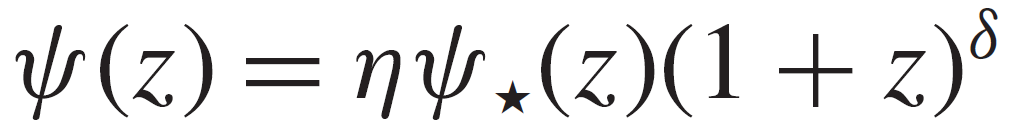 ψ(z) = ηψ★(z)(1 + z)^δ